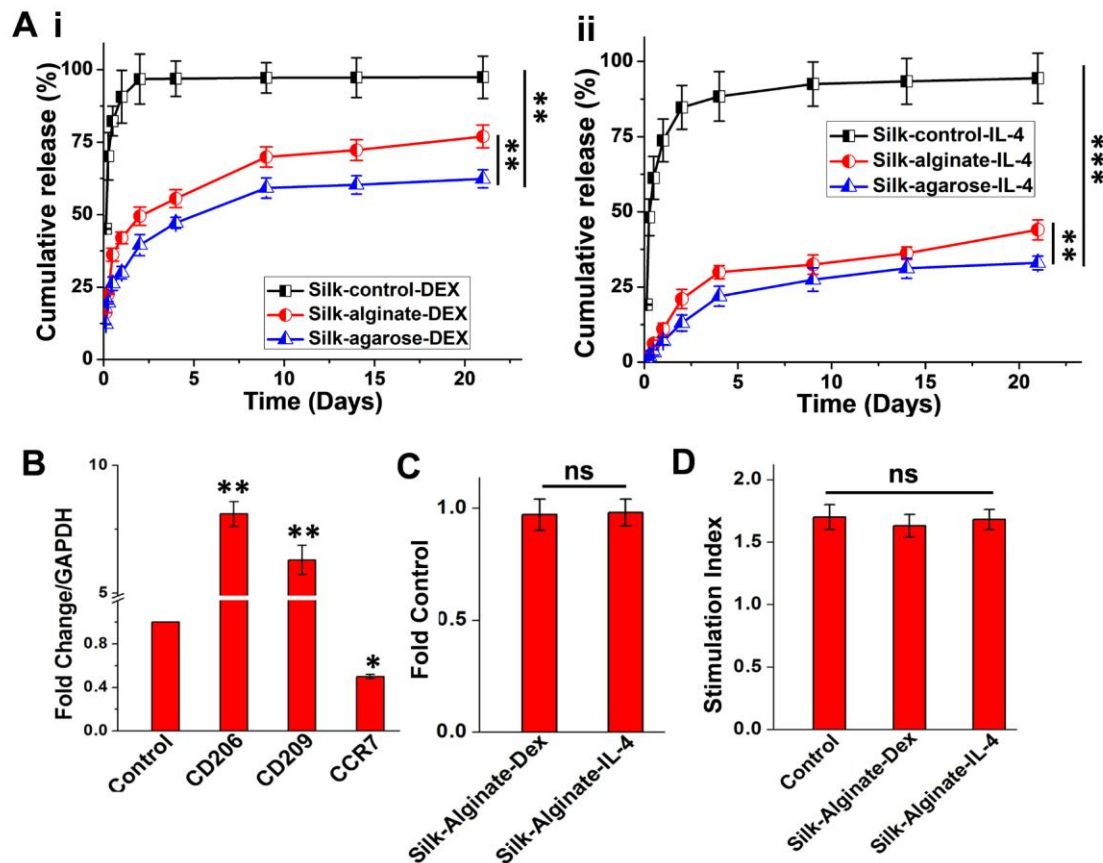 A i
Cumulative release (%)
100
75
50
25
0
**
**
Silk-control-DEX
Silk-alginate-DEX
Silk-agarose-DEX
0 5 10 15 20
Time (Days)
ii
Cumulative release (%)
100
75
50
25
0
Silk-control-IL-4
Silk-alginate-IL-4
Silk-agarose-IL-4
***
**
0 5 10 15 20
Time (Days)
B
Fold Change/GAPDH
10
5
0.8
0.4
0.0
**
**
*
Control
CD206
CD209
CCR7
C
Fold Control
1.0
0.5
0.0
ns
Silk-Alginate-Dex
Silk-Alginate-IL-4
D
Stimulation Index
2.0
1.5
1.0
0.0
ns
Control
Silk-Alginate-Dex
Silk-Alginate-IL-4